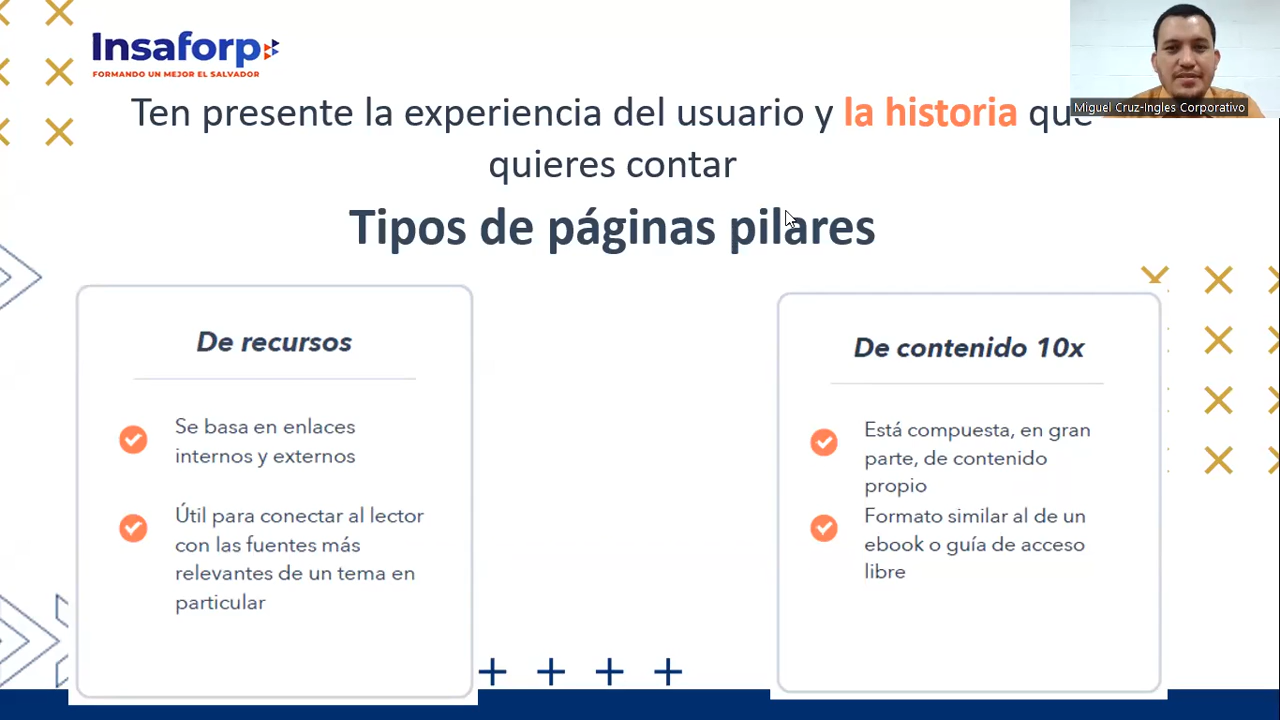 Insaforp
FORMANDO UN MEJOR EL SALVADOR
Miguel Cruz-Ingles Corporativo
Ten presente la experiencia del usuario y la historia que
quieres contar
Tipos de páginas pilares
De recursos
Se basa en enlaces
internos y externos
Útil para conectar al lector
con las fuentes más
relevantes de un tema en
particular
De contenido 10x
Está compuesta, en gran
parte, de contenido
propio
Formato similar al de un
ebook o guía de acceso
libre